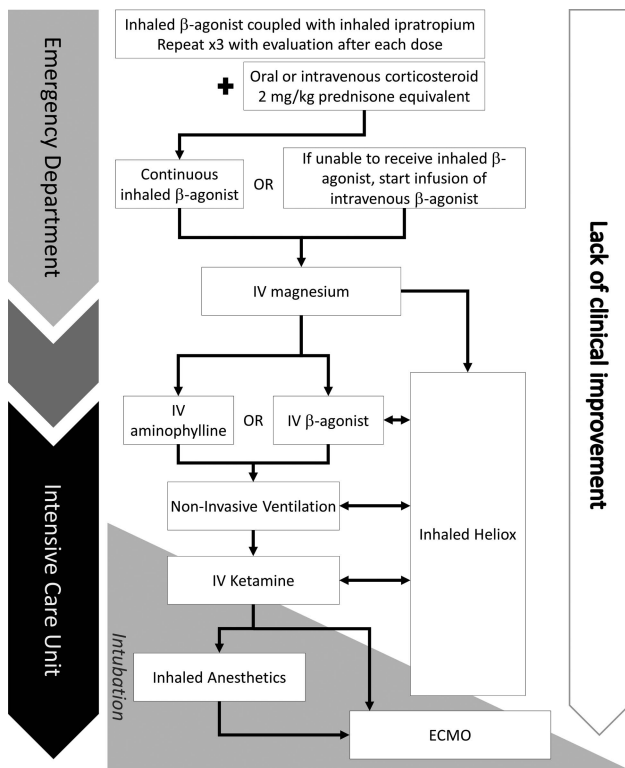 Emergency Department
Intensive Care Unit
Inhaled β-agonist coupled with inhaled ipratropium
Repeat x3 with evaluation after each dose
+
Oral or intravenous corticosteroid
2 mg/kg prednisone equivalent
Continuous
inhaled β-agonist
OR
If unable to receive inhaled β-
agonist, start infusion of
intravenous β-agonist
IV magnesium
IV
aminophylline
OR
IV β-agonist
Non-Invasive Ventilation
Inhaled Heliox
IV Ketamine
Intubation
Inhaled Anesthetics
ECMO
Lack of clinical improvement